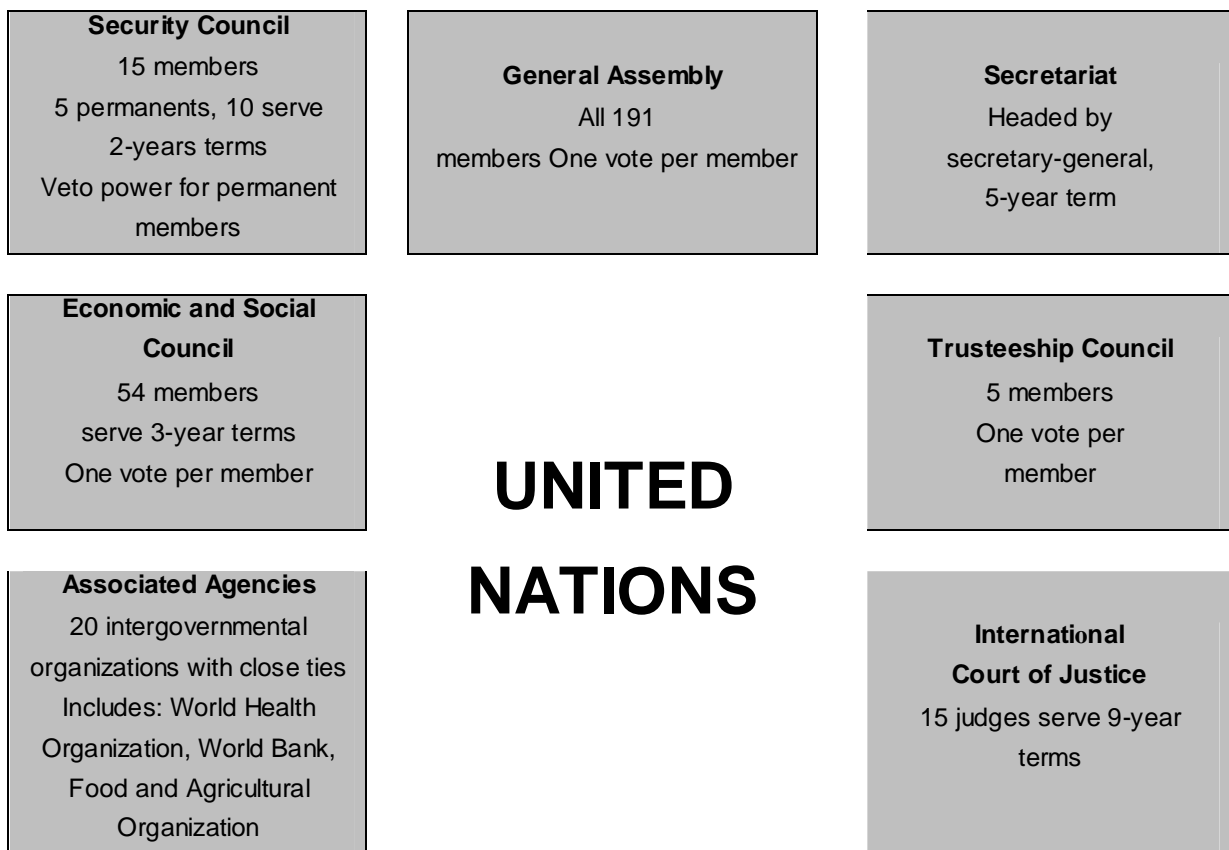 Security Council
15 members
5 permanents, 10 serve
2-years terms
Veto power for permanent
members
General Assembly
All 191
members One vote per member
Secretariat
Headed by
secretary-general,
5-year term
Economic and Social
Council
54 members
serve 3-year terms
One vote per member
UNITED
NATIONS
Trusteeship Council
5 members
One vote per
member
Associated Agencies
20 intergovernmental
organizations with close ties
Includes: World Health
Organization, World Bank,
Food and Agricultural
Organization
International
Court of Justice
15 judges serve 9-year
terms